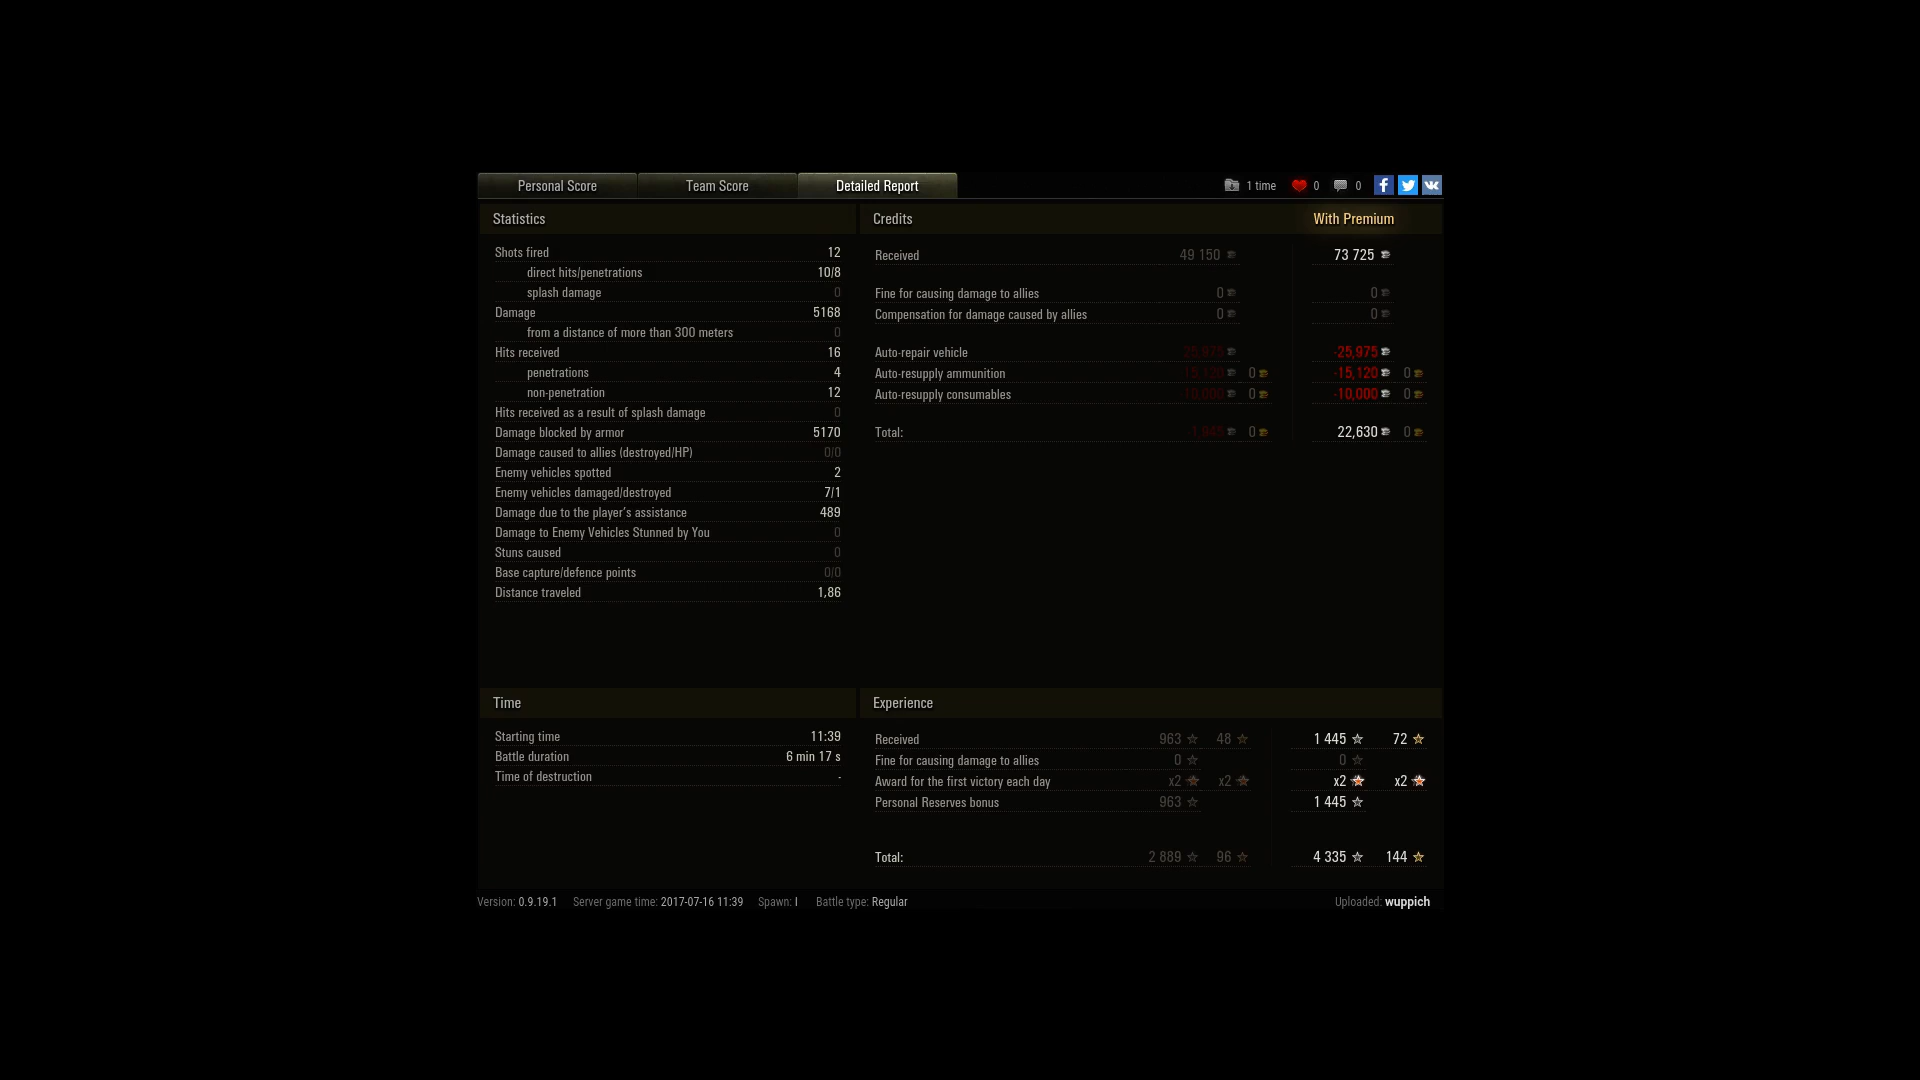 Personal Score Team Score Detailed Report 1 time 0 0
Statistics
Shots fired 12
direct hits/penetrations 10/8
splash damage 0
Damage 5168
from a distance of more than 300 meters 0
Hits received 16
penetrations 4
non-penetration 12
Hits received as a result of splash damage 0
Damage blocked by armor 5170
Damage caused to allies (destroyed/HP) 0/0
Enemy vehicles spotted 2
Enemy vehicles damaged/destroyed 7/1
Damage due to the player's assistance 489
Damage to Enemy Vehicles Stunned by You 0
Stuns caused 0
Base capture/defence points 0/0
Distance traveled 1,86
Credits With Premium
Received 49 150 73 725
Fine for causing damage to allies 0 0
Compensation for damage caused by allies 0 0
Auto-repair vehicle -25,975 -25,975
Auto-resupply ammunition -15,120 0 -15,120 0
Auto-resupply consumables -10,000 0 -10,000 0
Total: -1 945 0 22,630 0
Time
Starting time 11:39
Battle duration 6 min 17 s
Time of destruction -
Experience
Received 963 48 1 445 72
Fine for causing damage to allies 0 0
Award for the first victory each day x2 x2 x2 x2
Personal Reserves bonus 963 1 445
Total: 2 889 96 4 335 144
Version: 0.9.19.1 Server game time: 2017-07-16 11:39 Spawn: I Battle type: Regular Uploaded: wuppich